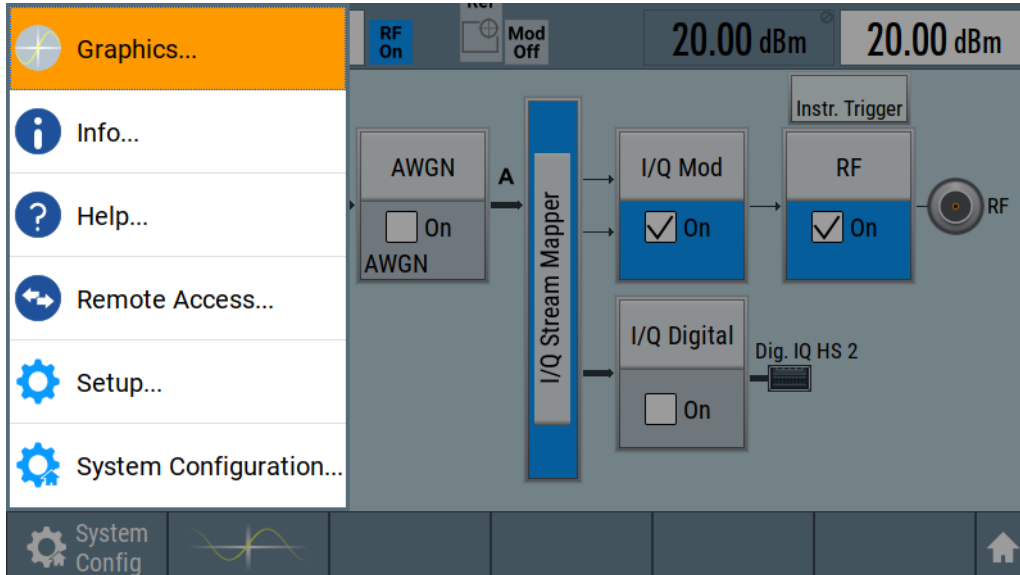 Graphics...
Info...
Help...
Remote Access...
Setup...
System Configuration...
RF
On
Ref
Mod
Off
20.00 dBm
20.00 dBm
Instr. Trigger
AWGN
On
AWGN
A
I/Q Stream Mapper
I/Q Mod
On
RF
On
RF
I/Q Digital
On
Dig. IQ HS 2
System
Config